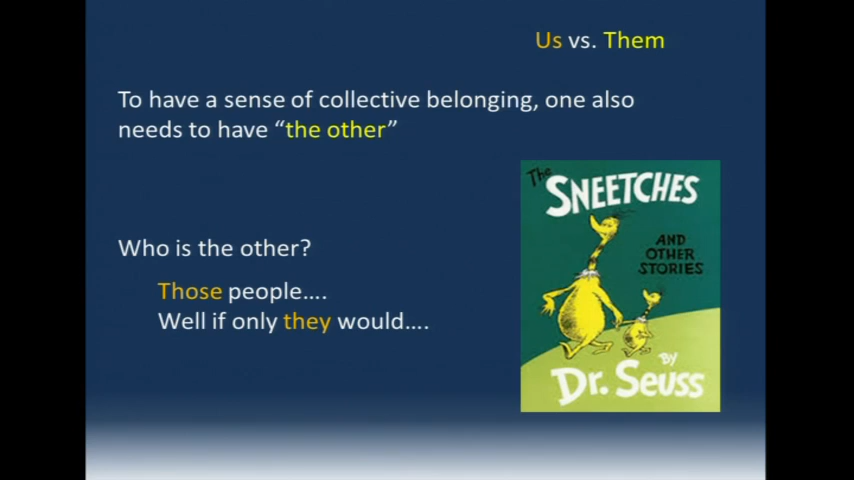 Us vs. Them
To have a sense of collective belonging, one also
needs to have “the other”
The
SNEETCHES
AND
OTHER
STORIES
Who is the other?
Those people....
Well if only they would....
BY
Dr. Seuss